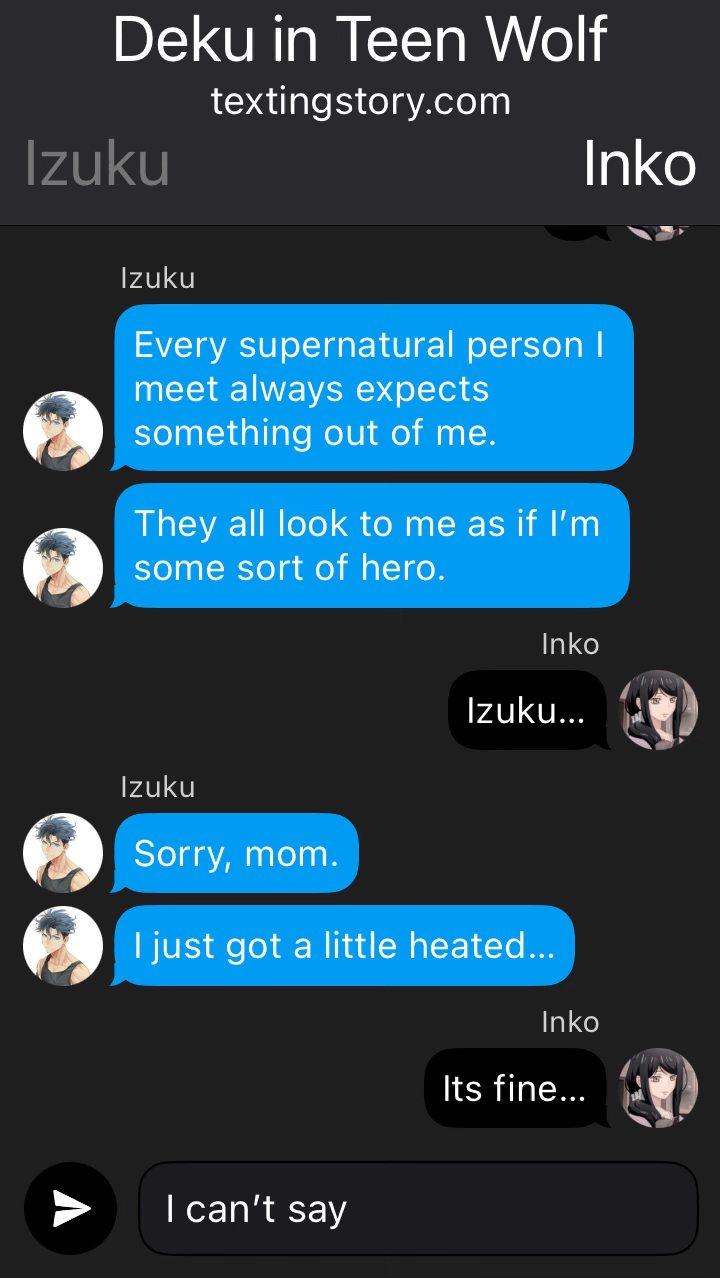 Deku in Teen Wolf
textingstory.com
Izuku
Inko
Izuku
Every supernatural person I
meet always expects
something out of me.
Izuku
They all look to me as if I’m
some sort of hero.
Inko
Izuku...
Izuku
Sorry, mom.
I just got a little heated...
Inko
Its fine...
I can’t say